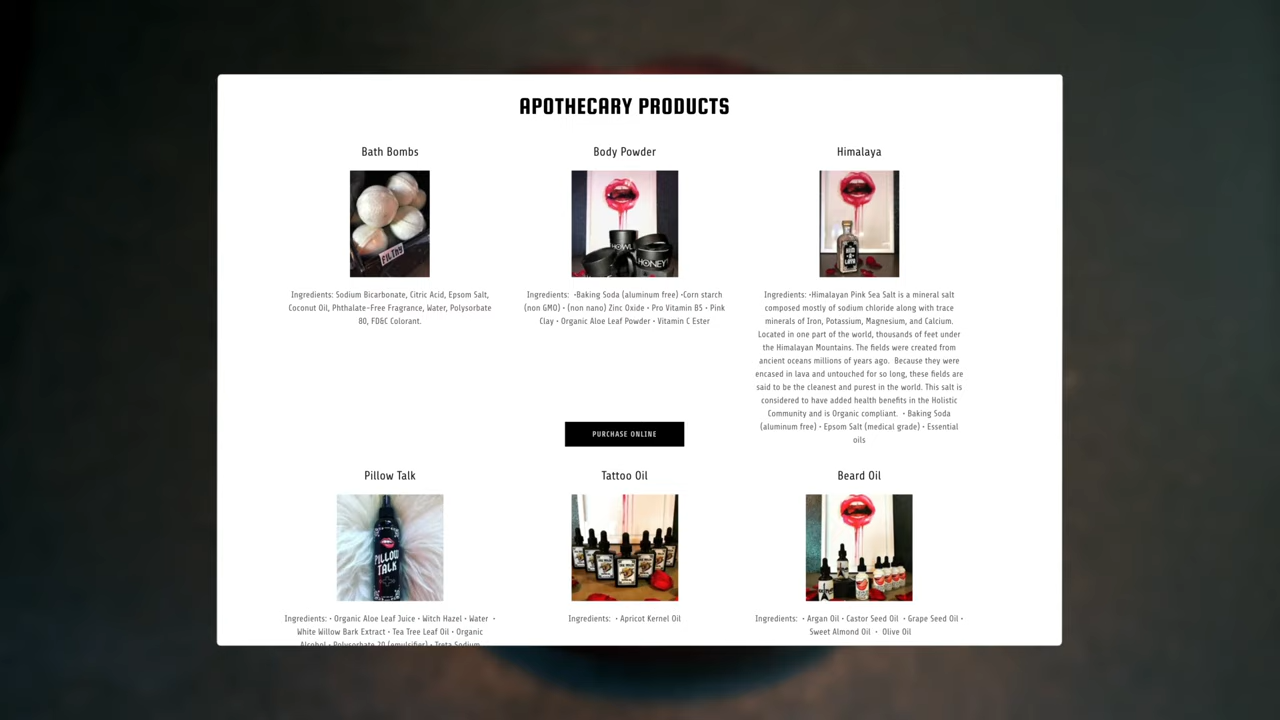 APOTHECARY PRODUCTS
Bath Bombs
Body Powder
Himalaya
FILTHY
HOWL
HONEY
Ingredients: Sodium Bicarbonate, Citric Acid, Epsom Salt,
Coconut Oil, Phthalate-Free Fragrance, Water, Polysorbate
80, FD&C Colorant.
Ingredients: •Baking Soda (aluminum free) •Corn starch
(non GMO) • (non nano) Zinc Oxide • Pro Vitamin B5 • Pink
Clay • Organic Aloe Leaf Powder • Vitamin C Ester
Ingredients: •Himalayan Pink Sea Salt is a mineral salt
composed mostly of sodium chloride along with trace
minerals of Iron, Potassium, Magnesium, and Calcium.
Located in one part of the world, thousands of feet under
the Himalayan Mountains. The fields were created from
ancient oceans millions of years ago. Because they were
encased in lava and untouched for so long, these fields are
said to be the cleanest and purest in the world. This salt is
considered to have added health benefits in the Holistic
Community and is Organic compliant. • Baking Soda
(aluminum free) • Epsom Salt (medical grade) • Essential
oils
PURCHASE ONLINE
Pillow Talk
Tattoo Oil
Beard Oil
PILLOW
TALK
Ingredients: • Organic Aloe Leaf Juice • Witch Hazel • Water •
White Willow Bark Extract • Tea Tree Leaf Oil • Organic
Alcohol • Polysorbate 20 (emulsifier) • Tetra Sodium
Ingredients: • Apricot Kernel Oil
Ingredients: • Argan Oil • Castor Seed Oil • Grape Seed Oil •
Sweet Almond Oil • Olive Oil